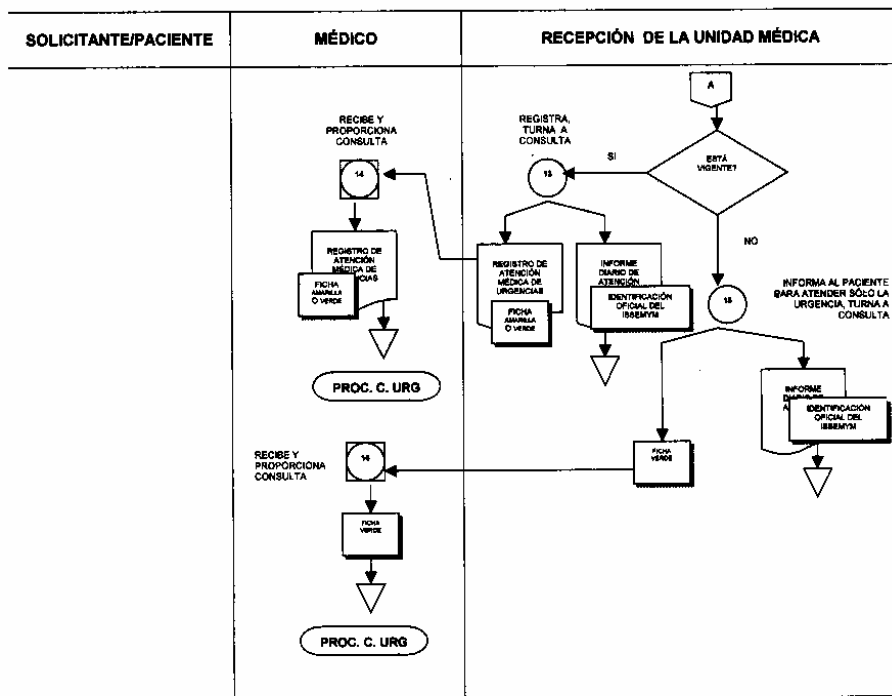 SOLICITANTE/PACIENTE
MÉDICO
RECEPCIÓN DE LA UNIDAD MÉDICA
A
ESTÁ
VIGENTE?
SI
NO
REGISTRA,
TURNA A
CONSULTA
13
RECIBE Y
PROPORCIONA
CONSULTA
14
REGISTRO DE
ATENCIÓN
MÉDICA DE
FICHA
AMARILLA
O VERDE
PROC. C. URG
REGISTRO DE
ATENCIÓN
MÉDICA DE
URGENCIAS
FICHA
AMARILLA
O VERDE
INFORME
DIARIO DE
ATENCIÓN
IDENTIFICACIÓN
OFICIAL DEL
ISSEMYM
15
INFORMA AL PACIENTE
PARA ATENDER SÓLO LA
URGENCIA, TURNA A
CONSULTA
INFORME
IDENTIFICACIÓN
OFICIAL DEL
ISSEMYM
FICHA
VERDE
RECIBE Y
PROPORCIONA
CONSULTA
FICHA
VERDE
PROC. C. URG